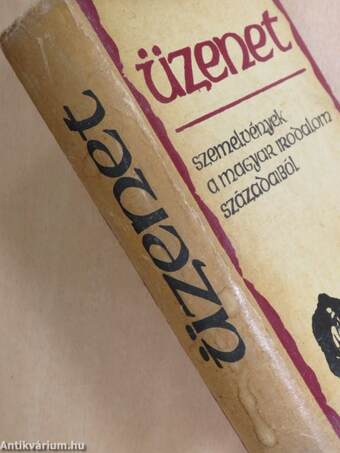 üzenet
szemelvények
a magyar irodalom
századaiból
üzenet
Antikvárium.hu